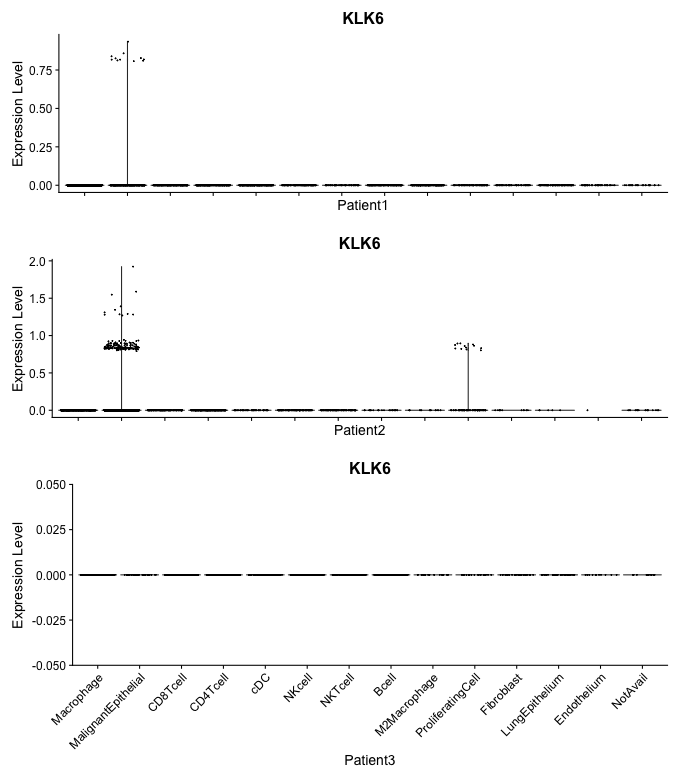 KLK6
Expression Level
0.75
0.50
0.25
0.00
Patient1
KLK6
Expression Level
2.0
1.5
1.0
0.5
0.0
Patient2
KLK6
Expression Level
0.050
0.025
0.000
-0.025
-0.050
Macrophage
MalignantEpithelial
CD8Tcell
CD4Tcell
cDC
NKcell
NKTcell
Bcell
M2Macrophage
ProliferatingCell
Fibroblast
LungEpithelium
Endothelium
NotAvail
Patient3